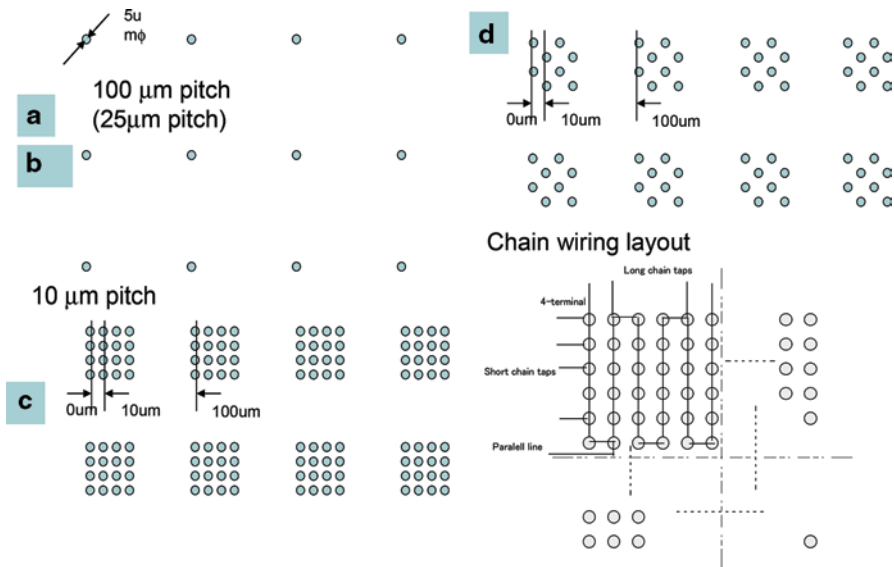 5u
mφ
100 μm pitch
(25μm pitch)
a
b
10 μm pitch
0um
10um
100um
c
d
0um
10um
100um
Chain wiring layout
Long chain taps
4-terminal
Short chain taps
Paralell line